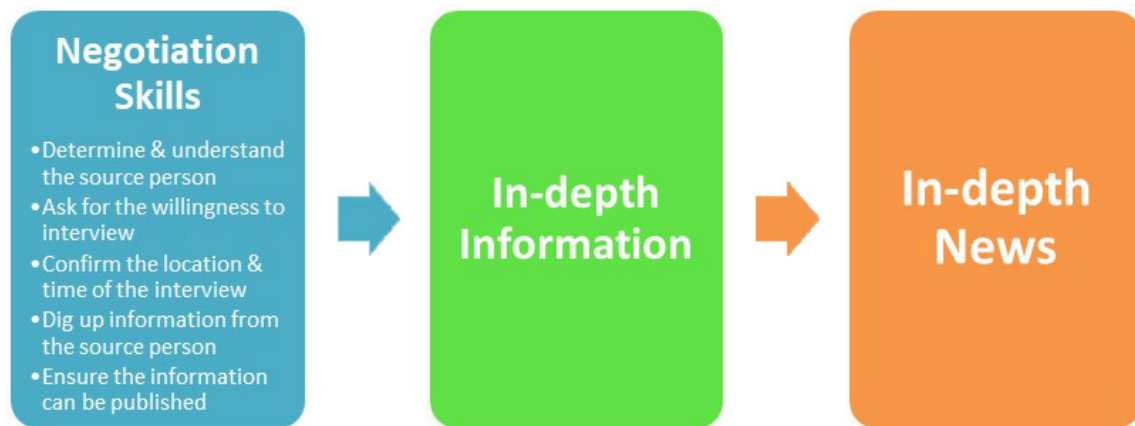 Negotiation
Skills
•Determine & understand
the source person
•Ask for the willingness to
interview
•Confirm the location &
time of the interview
•Dig up information from
the source person
•Ensure the information
can be published
In-depth
Information
In-depth
News